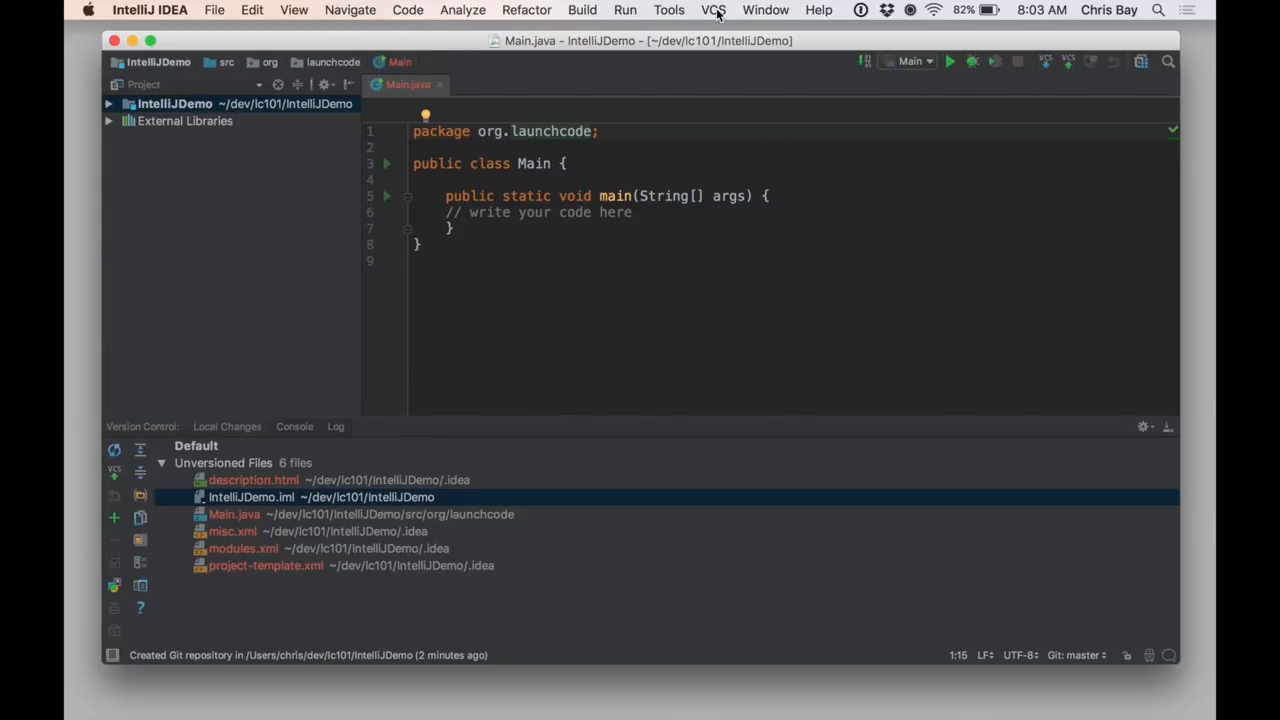 IntelliJ IDEA File Edit View Navigate Code Analyze Refactor Build Run Tools VCS Window Help 82% 8:03 AM Chris Bay
Main.java - IntelliJDemo - [~/dev/lc101/IntelliJDemo]
IntelliJDemo src org launchcode Main Main VCS VCS
Project Main.java
IntelliJDemo ~/dev/lc101/IntelliJDemo
External Libraries
1 package org.launchcode;
2
3 public class Main {
4
5 public static void main(String[] args) {
6 // write your code here
7 }
8 }
9
Version Control: Local Changes Console Log
Default
Unversioned Files 6 files
VCS
description.html ~/dev/lc101/IntelliJDemo/.idea
IntelliJDemo.iml ~/dev/lc101/IntelliJDemo
Main.java ~/dev/lc101/IntelliJDemo/src/org/launchcode
misc.xml ~/dev/lc101/IntelliJDemo/.idea
modules.xml ~/dev/lc101/IntelliJDemo/.idea
project-template.xml ~/dev/lc101/IntelliJDemo/.idea
?
Created Git repository in /Users/chris/dev/lc101/IntelliJDemo (2 minutes ago) 1:15 LF UTF-8 Git: master